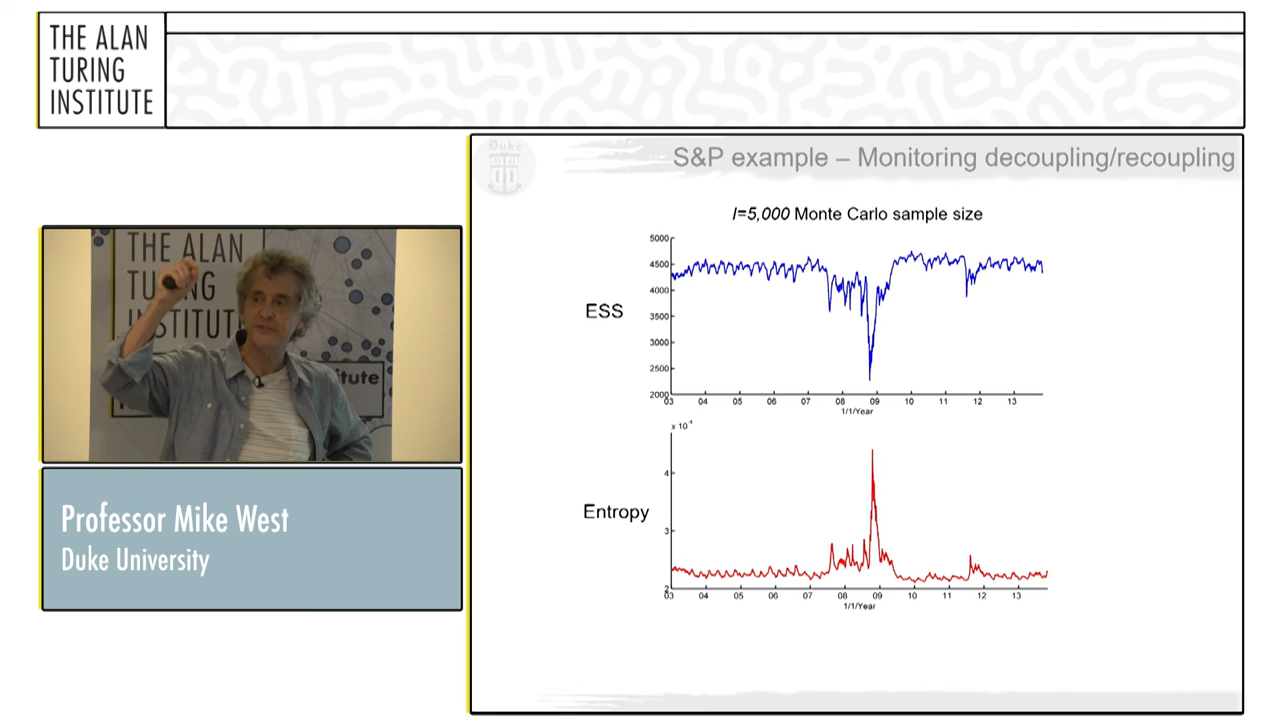 THE ALAN
TURING
INSTITUTE
Duke
S&P example – Monitoring decoupling/recoupling
I=5,000 Monte Carlo sample size
ESS
5000
4500
4000
3500
3000
2500
2000
03 04 05 06 07 08 09 10 11 12 13
1/1/Year
Entropy
x 10
4
3
2
03 04 05 06 07 08 09 10 11 12 13
1/1/Year
THE ALAN
TURING
INSTITUTE
itute
Professor Mike West
Duke University